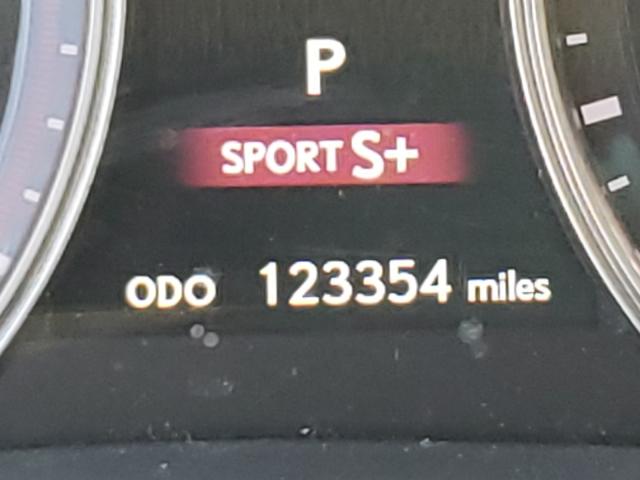 P
SPORT S+
ODO 123354 miles